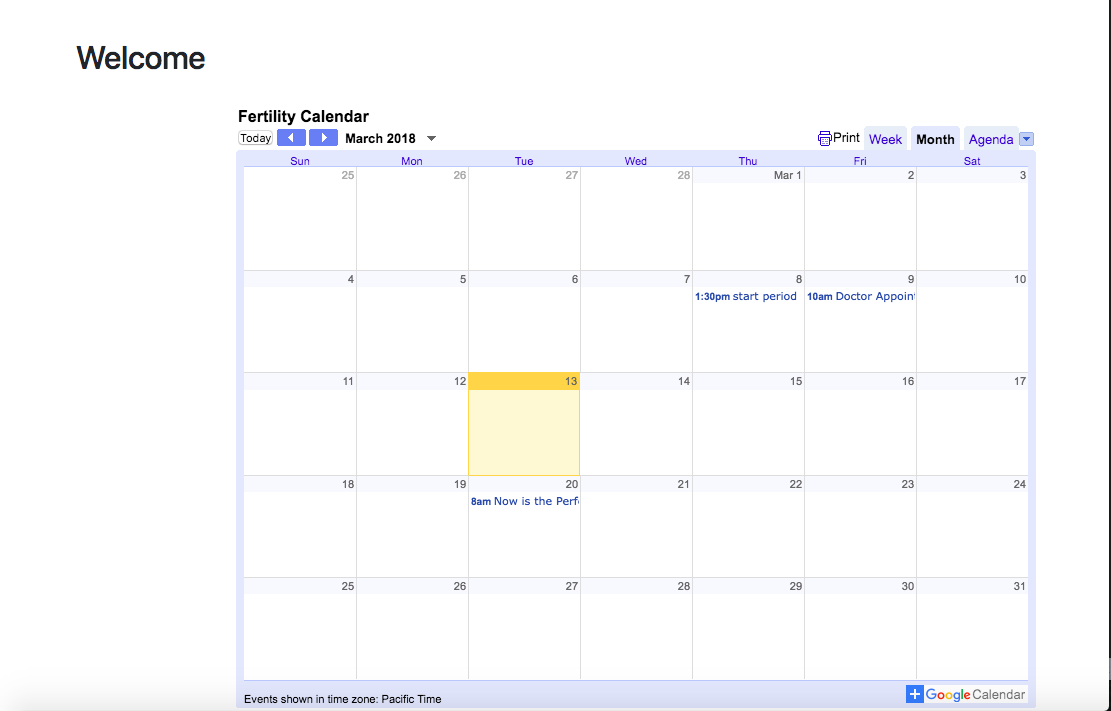 Welcome
Fertility Calendar
Today March 2018 Print Week Month Agenda
Sun Mon Tue Wed Thu Fri Sat
25 26 27 28 Mar 1 2 3
4 5 6 7 8 9 10
1:30pm start period 10am Doctor Appoint
11 12 13 14 15 16 17
18 19 20 21 22 23 24
8am Now is the Perf
25 26 27 28 29 30 31
Events shown in time zone: Pacific Time
Google Calendar